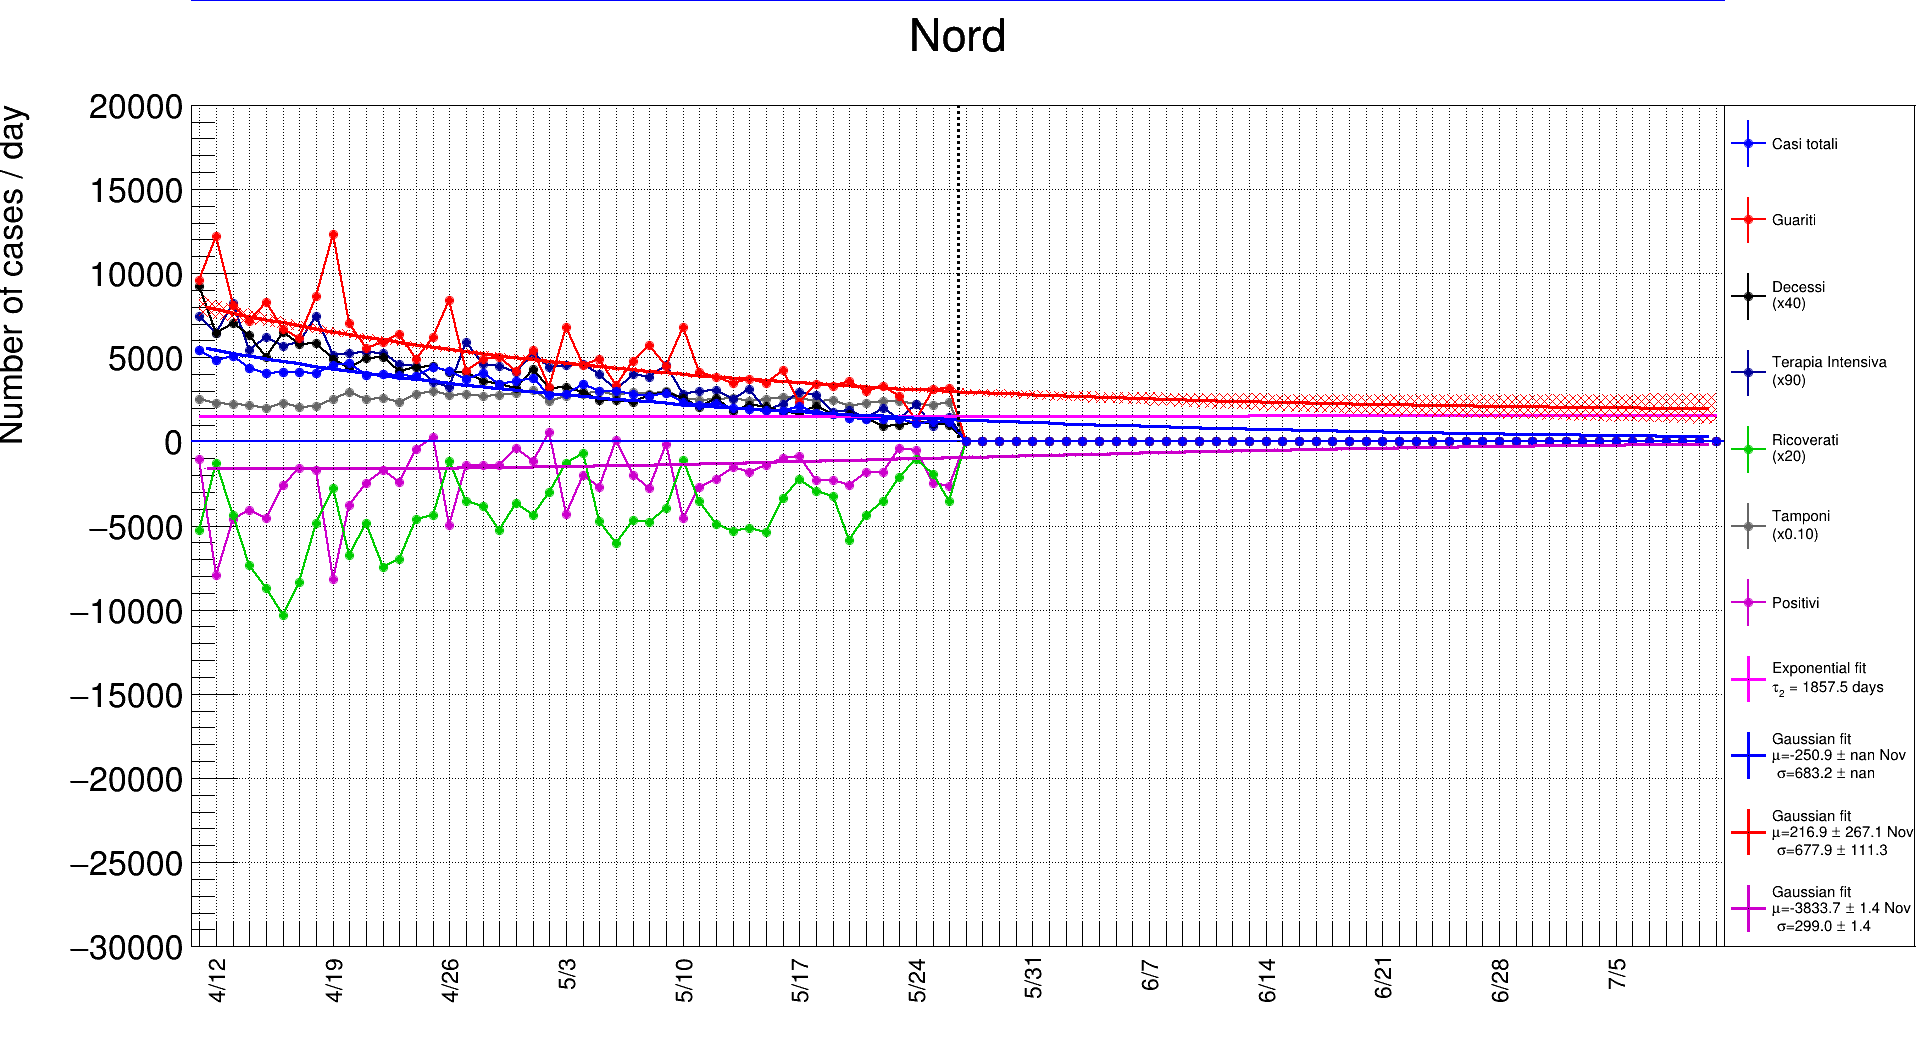 Nord
Number of cases / day
20000
15000
10000
5000
0
−5000
−10000
−15000
−20000
−25000
−30000
4/12
4/19
4/26
5/3
5/10
5/17
5/24
5/31
6/7
6/14
6/21
6/28
7/5
Casi totali
Guariti
Decessi
(x40)
Terapia Intensiva
(x90)
Ricoverati
(x20)
Tamponi
(x0.10)
Positivi
Exponential fit
τ2 = 1857.5 days
Gaussian fit
μ=-250.9 ± nan Nov
σ=683.2 ± nan
Gaussian fit
μ=216.9 ± 267.1 Nov
σ=677.9 ± 111.3
Gaussian fit
μ=-3833.7 ± 1.4 Nov
σ=299.0 ± 1.4